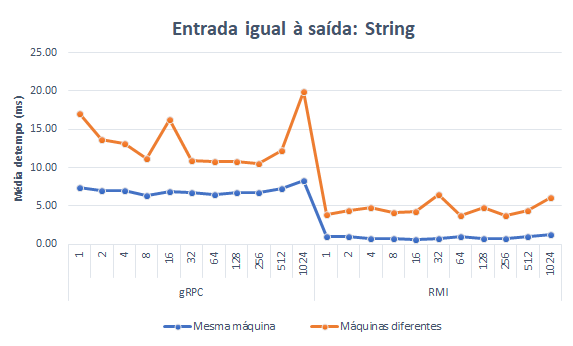 Entrada igual à saída: String
Média detempo (ms)
25.00
20.00
15.00
10.00
5.00
0.00
1 2 4 8 16 32 64 128 256 512 1024 1 2 4 8 16 32 64 128 256 512 1024
gRPC RMI
Mesma máquina Máquinas diferentes